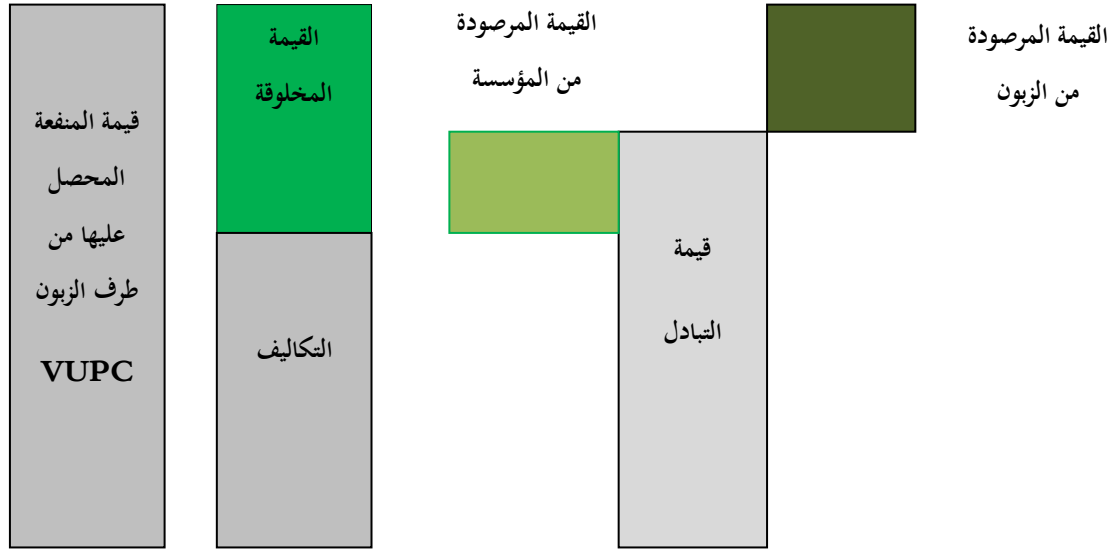 القيمة المرصودة
من الزبون
القيمة المرصودة
من المؤسسة
القيمة
المخلوقة
قيمة المنفعة
المحصل
عليها من
طرف الزبون
VUPC
قيمة
التبادل
التكاليف